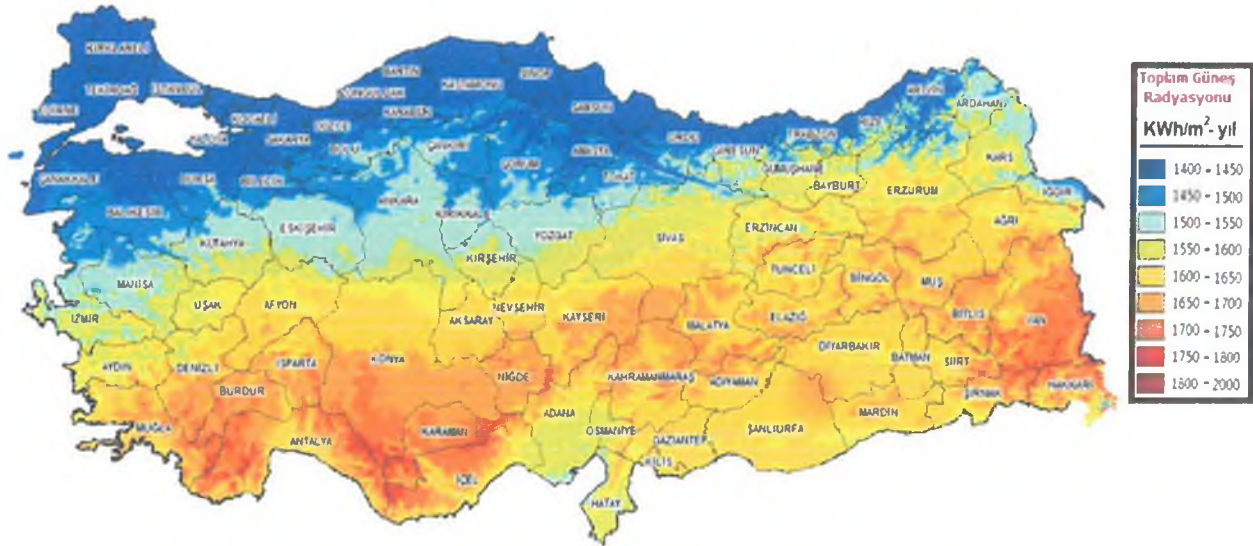 KIRKLARELİ
TEKİRDAĞ
İSTANBUL
EDİRNE
KOCAELİ
YALOVA
SAKARYA
DÜZCE
BOLU
ZONGULDAK
BARTIN
KARABÜK
KASTAMONU
SİNOP
SAMSUN
ÇANKIRI
ÇORUM
AMASYA
TOKAT
ORDU
GİRESUN
TRABZON
RİZE
ARTVİN
ARDAHAN
GÜMÜŞHANE
BAYBURT
ERZURUM
KARS
IĞDIR
AĞRI
ÇANAKKALE
BALIKESİR
BURSA
BİLECİK
KÜTAHYA
ESKİŞEHİR
ANKARA
KIRIKKALE
YOZGAT
KIRŞEHİR
SİVAS
ERZİNCAN
TUNCELİ
BİNGÖL
MUŞ
BİTLİS
VAN
MANİSA
İZMİR
UŞAK
AFYON
AKSARAY
NEVŞEHİR
KAYSERİ
MALATYA
ELAZIĞ
DİYARBAKIR
BATMAN
SİİRT
ŞIRNAK
HAKKARİ
AYDIN
DENİZLİ
ISPARTA
BURDUR
KONYA
NİĞDE
KAHRAMANMARAŞ
ADIYAMAN
MARDİN
MUĞLA
ANTALYA
KARAMAN
İÇEL
ADANA
OSMANİYE
GAZİANTEP
KİLİS
ŞANLIURFA
HATAY
Toplam Güneş
Radyasyonu
KWh/m²-yıl
1400 - 1450
1450 - 1500
1500 - 1550
1550 - 1600
1600 - 1650
1650 - 1700
1700 - 1750
1750 - 1800
1800 - 2000